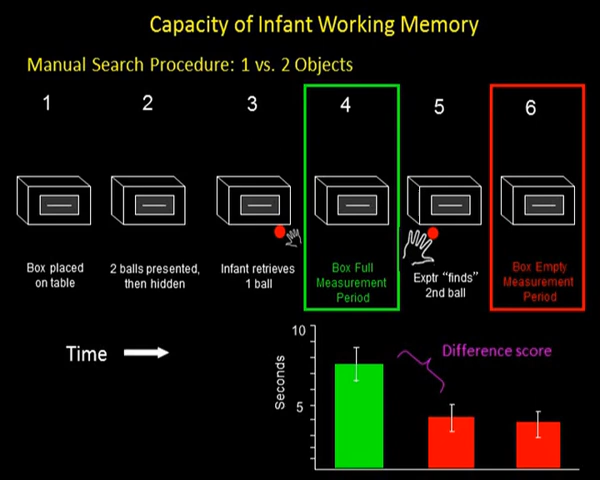 Capacity of Infant Working Memory
Manual Search Procedure: 1 vs. 2 Objects
1 2 3 4 5 6
Box placed
on table
2 balls presented,
then hidden
Infant retrieves
1 ball
Box Full
Measurement
Period
Exptr “finds”
2nd ball
Box Empty
Measurement
Period
Time
Difference score
Seconds
10
5